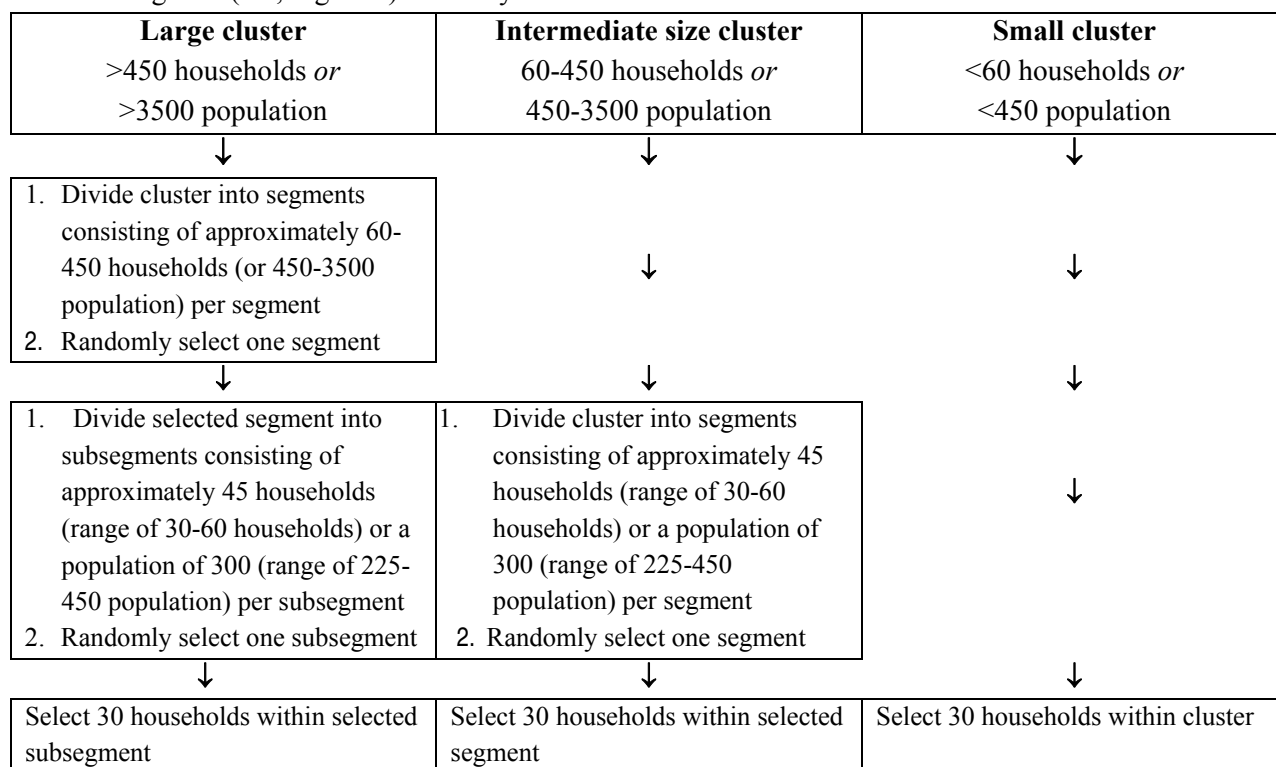 Large cluster
>450 households or
>3500 population
Intermediate size cluster
60-450 households or
450-3500 population
Small cluster
<60 households or
<450 population
↓ ↓ ↓
1. Divide cluster into segments
consisting of approximately 60-
450 households (or 450-3500
population) per segment
2. Randomly select one segment
↓ ↓
↓ ↓ ↓
1. Divide selected segment into
subsegments consisting of
approximately 45 households
(range of 30-60 households) or a
population of 300 (range of 225-
450 population) per subsegment
2. Randomly select one subsegment
1. Divide cluster into segments
consisting of approximately 45
households (range of 30-60
households) or a population of
300 (range of 225-450
population) per segment
2. Randomly select one segment
↓
↓ ↓ ↓
Select 30 households within selected
subsegment
Select 30 households within selected
segment
Select 30 households within cluster